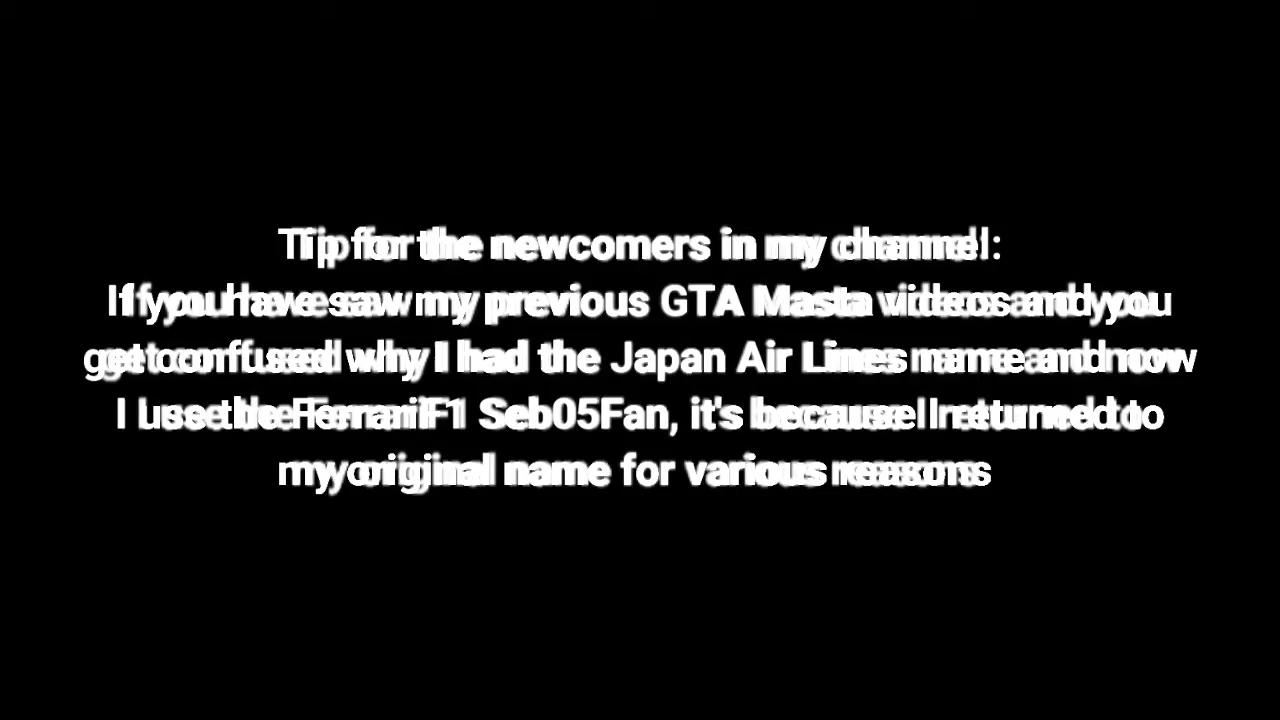 Tip for the newcomers in my channel:
If you have saw my previous GTA Masta videos and you
get confused why I had the Japan Air Lines name and now
I use the FerrariF1 Seb05Fan, it's because I returned to
my original name for various reasons